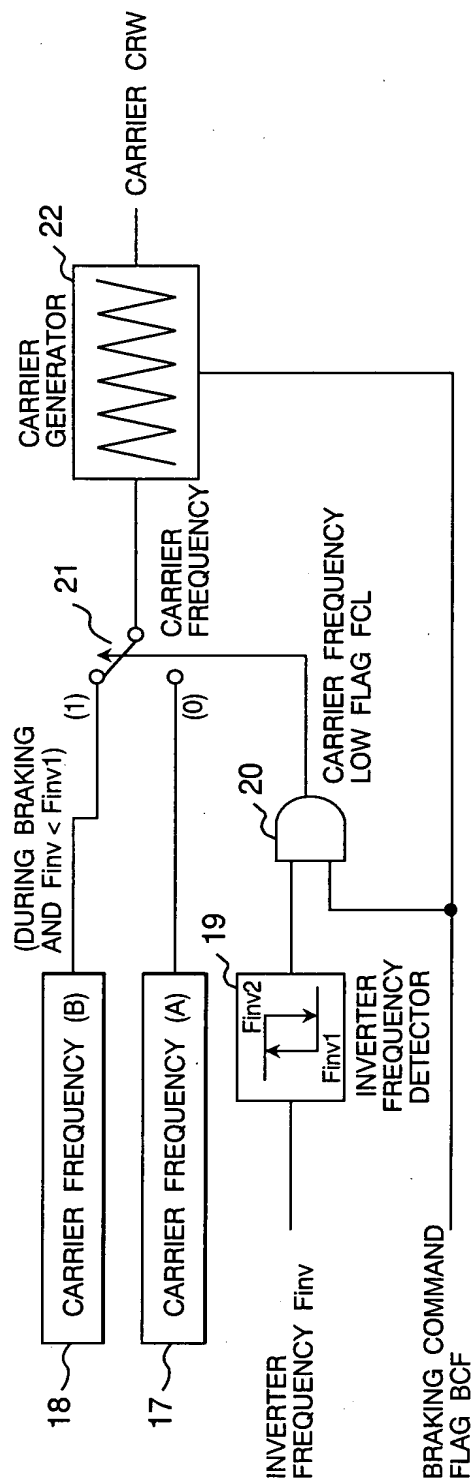 18
CARRIER FREQUENCY (B)
(DURING BRAKING
AND Finv < Finv1)
(1)
21
17
CARRIER FREQUENCY (A)
(0)
CARRIER
FREQUENCY
CARRIER
GENERATOR
22
CARRIER CRW
INVERTER
FREQUENCY Finv
19
Finv2
Finv1
INVERTER
FREQUENCY
DETECTOR
20
CARRIER FREQUENCY
LOW FLAG FCL
BRAKING COMMAND
FLAG BCF